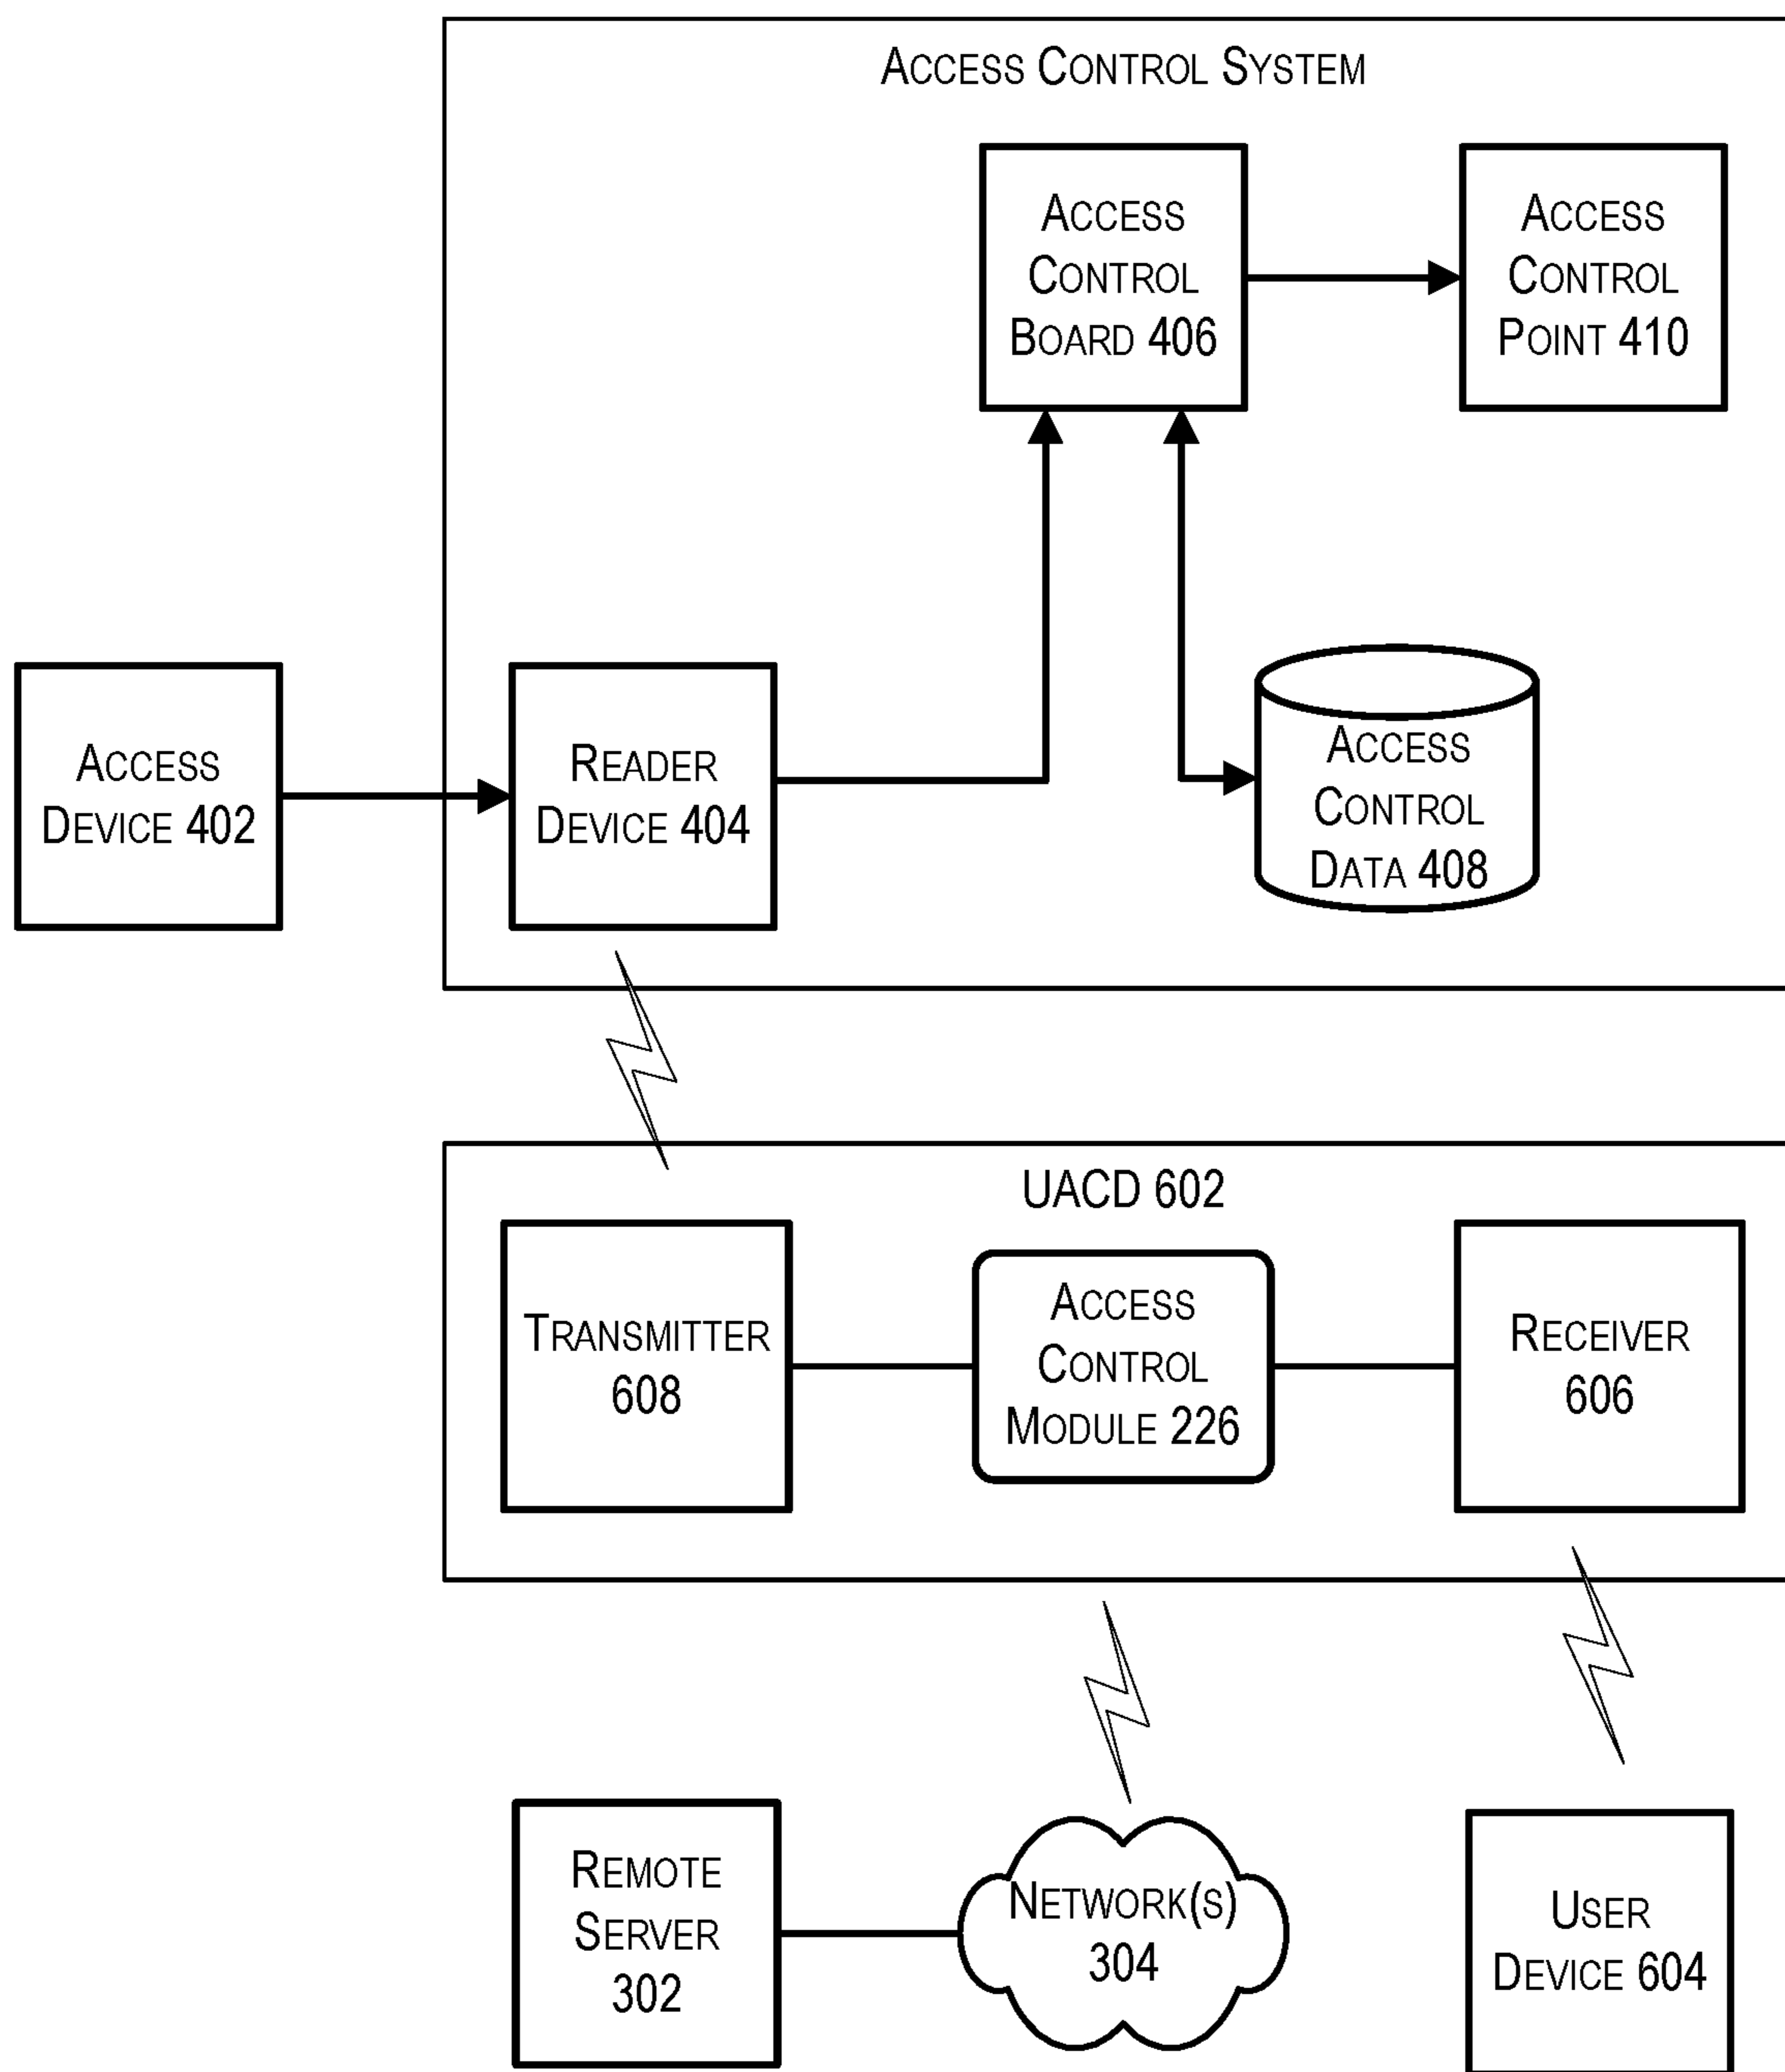 ACCESS CONTROL SYSTEM
ACCESS
CONTROL
BOARD 406
ACCESS
CONTROL
POINT 410
ACCESS
DEVICE 402
READER
DEVICE 404
ACCESS
CONTROL
DATA 408
UACD 602
TRANSMITTER
608
ACCESS
CONTROL
MODULE 226
RECEIVER
606
REMOTE
SERVER
302
NETWORK(S)
304
USER
DEVICE 604